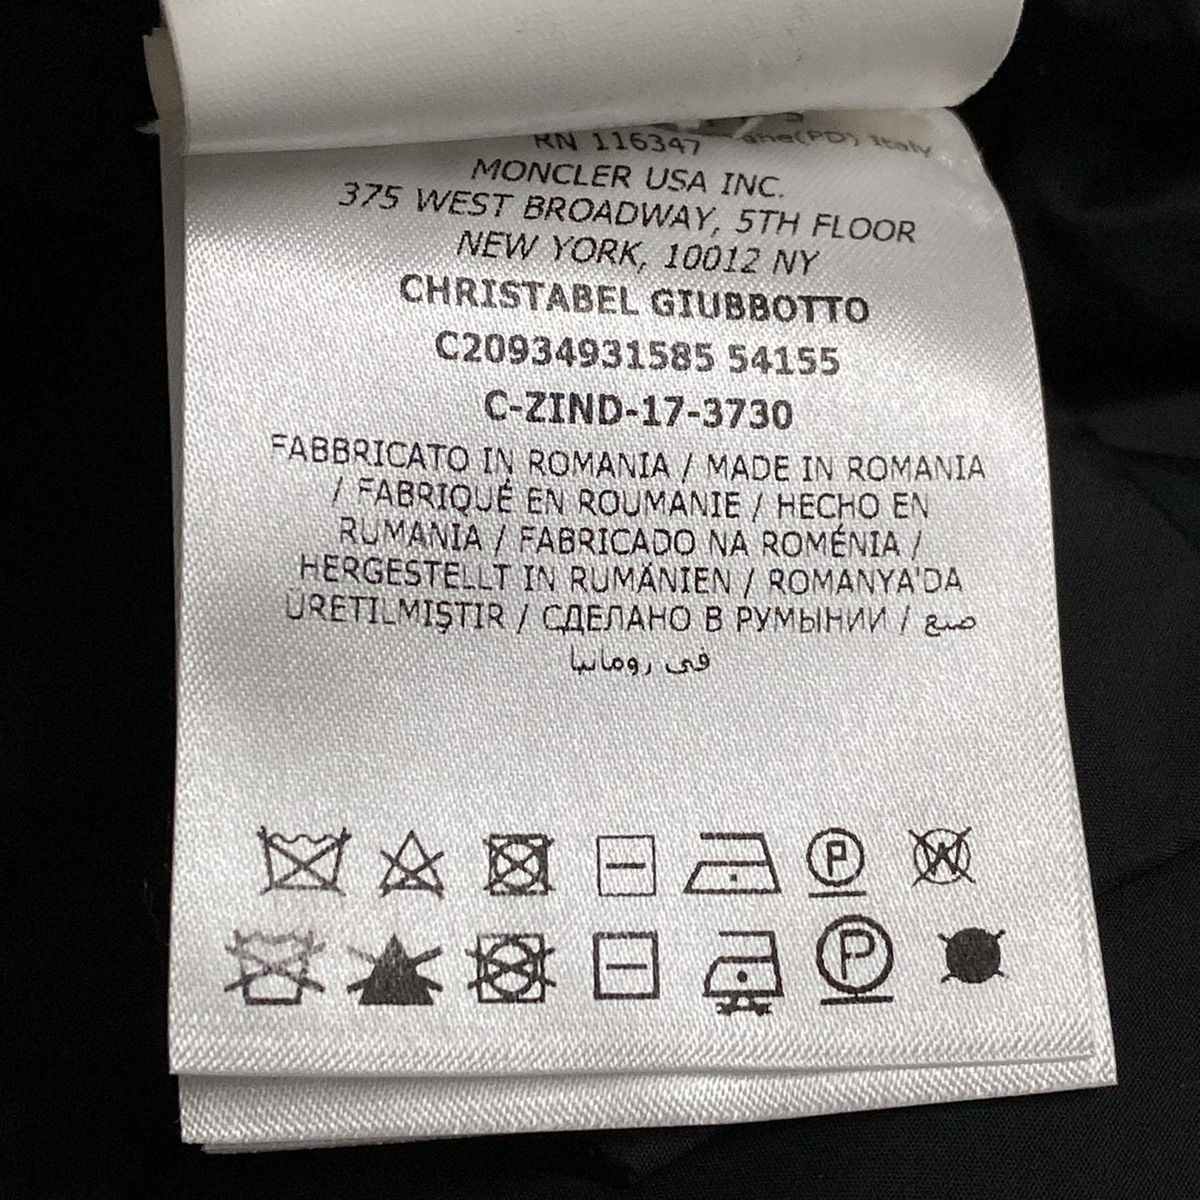 RN 116347
(PD) Italy
MONCLER USA INC.
375 WEST BROADWAY, 5TH FLOOR
NEW YORK, 10012 NY
CHRISTABEL GIUBBOTTO
C20934931585 54155
C-ZIND-17-3730
FABBRICATO IN ROMANIA / MADE IN ROMANIA
/ FABRIQUÉ EN ROUMANIE / HECHO EN
RUMANIA / FABRICADO NA ROMÉNIA /
HERGESTELLT IN RUMÄNIEN / ROMANYA'DA
ÜRETILMIŞTIR / СДЕЛАНО В РУМЫНИИ / صنع
في رومانيا
P W
P